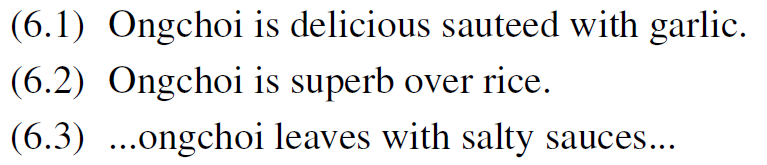 (6.1) Ongchoi is delicious sauteed with garlic.
(6.2) Ongchoi is superb over rice.
(6.3) ...ongchoi leaves with salty sauces...